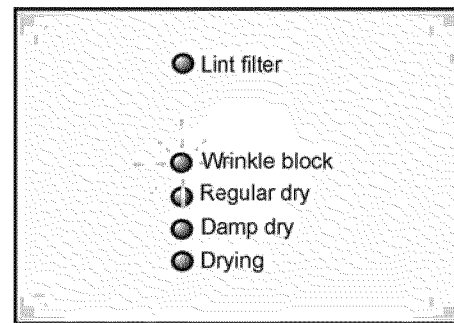 Lint filter
Wrinkle block
Regular dry
Damp dry
Drying